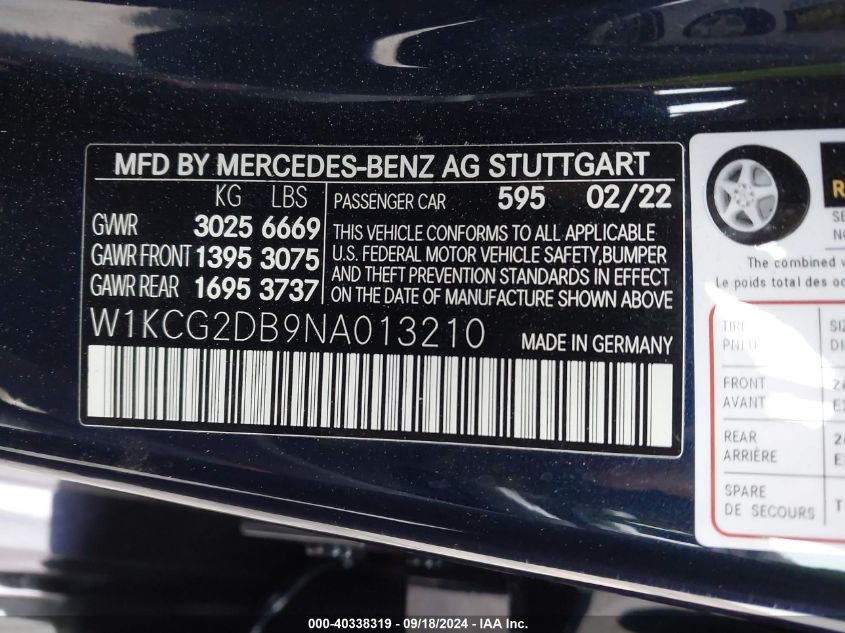 MFD BY MERCEDES-BENZ AG STUTTGART
KG LBS
GVWR 3025 6669
GAWR FRONT 1395 3075
GAWR REAR 1695 3737
PASSENGER CAR 595 02/22
THIS VEHICLE CONFORMS TO ALL APPLICABLE
U.S. FEDERAL MOTOR VEHICLE SAFETY,BUMPER
AND THEFT PREVENTION STANDARDS IN EFFECT
ON THE DATE OF MANUFACTURE SHOWN ABOVE
W1KCG2DB9NA013210 MADE IN GERMANY
The combined
Le poids total des
TIRE
PNEU
FRONT
AVANT
REAR
ARRIÈRE
SPARE
DE SECOURS
000-40338319 - 09/18/2024 - IAA Inc.